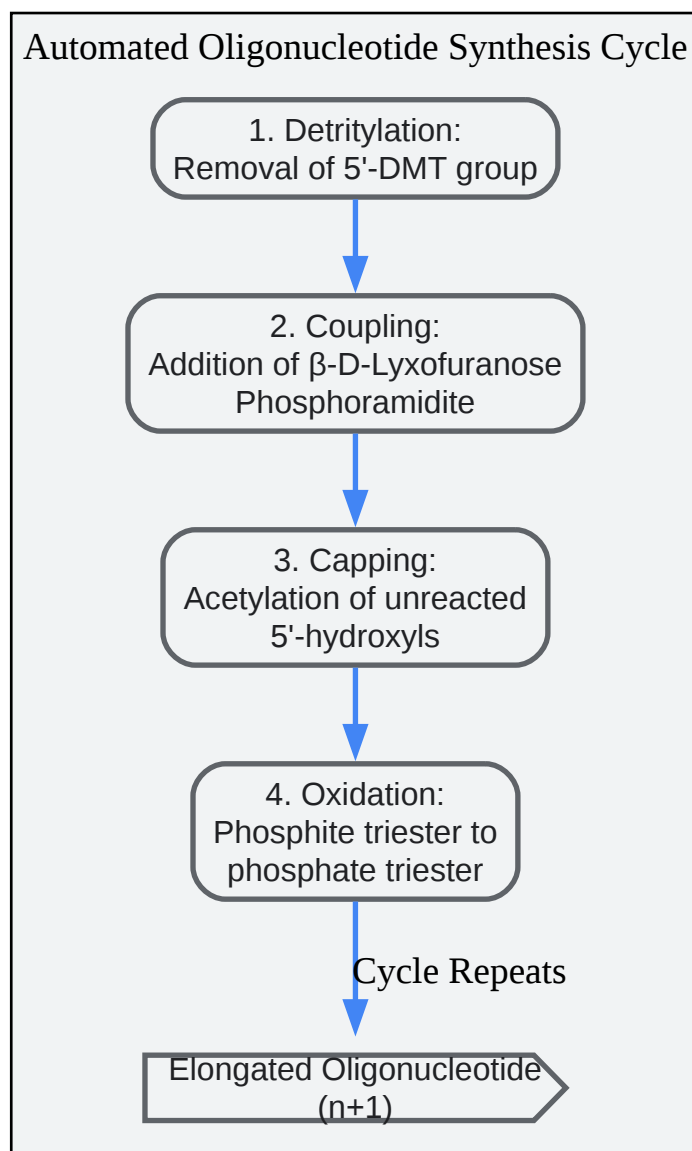 Automated Oligonucleotide Synthesis Cycle
1. Detritylation:
Removal of 5'-DMT group
2. Coupling:
Addition of β-D-Lyxofuranose
Phosphoramidite
3. Capping:
Acetylation of unreacted
5'-hydroxyls
4. Oxidation:
Phosphite triester to
phosphate triester
Cycle Repeats
Elongated Oligonucleotide
(n+1)